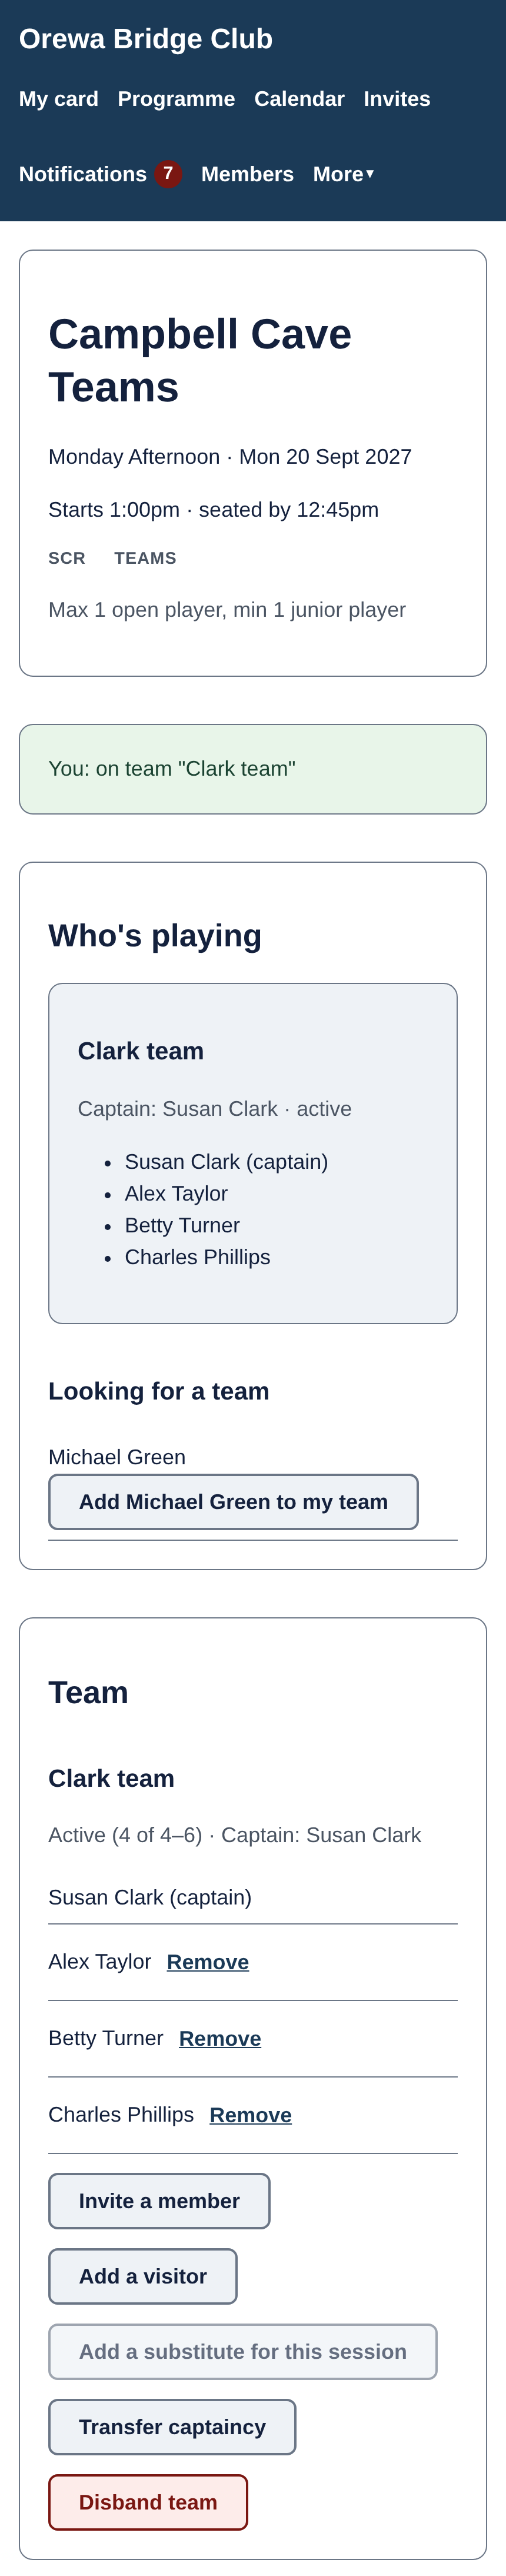 Orewa Bridge Club
My card Programme Calendar Invites
Notifications 7 Members More ▾
Campbell Cave
Teams
Monday Afternoon · Mon 20 Sept 2027
Starts 1:00pm · seated by 12:45pm
SCR TEAMS
Max 1 open player, min 1 junior player
You: on team "Clark team"
Who's playing
Clark team
Captain: Susan Clark · active
• Susan Clark (captain)
• Alex Taylor
• Betty Turner
• Charles Phillips
Looking for a team
Michael Green
Add Michael Green to my team
Team
Clark team
Active (4 of 4–6) · Captain: Susan Clark
Susan Clark (captain)
Alex Taylor Remove
Betty Turner Remove
Charles Phillips Remove
Invite a member
Add a visitor
Add a substitute for this session
Transfer captaincy
Disband team